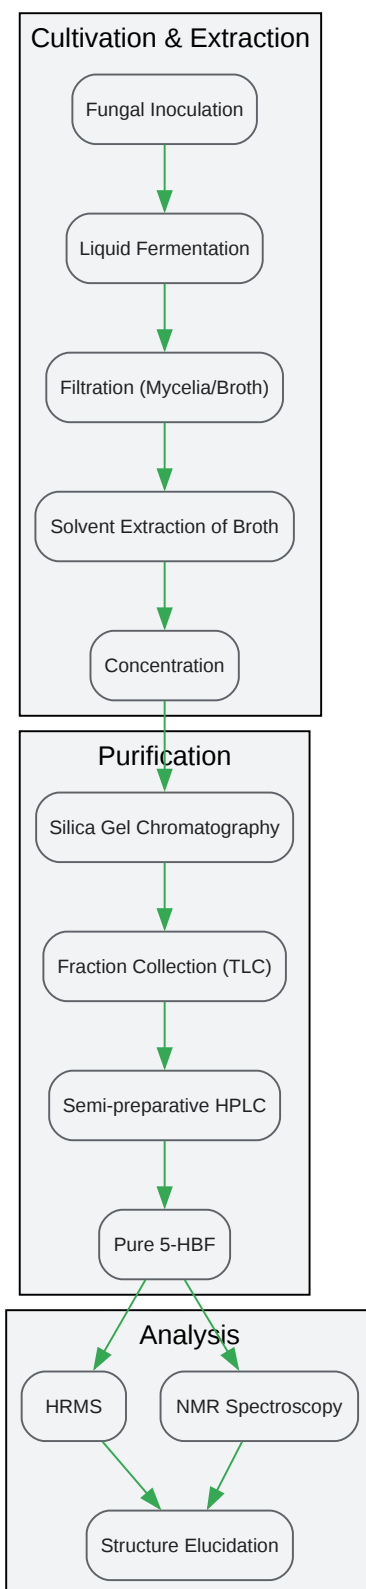 Cultivation & Extraction
Fungal Inoculation
Liquid Fermentation
Filtration (Mycelia/Broth)
Solvent Extraction of Broth
Concentration
Purification
Silica Gel Chromatography
Fraction Collection (TLC)
Semi-preparative HPLC
Pure 5-HBF
Analysis
HRMS
NMR Spectroscopy
Structure Elucidation